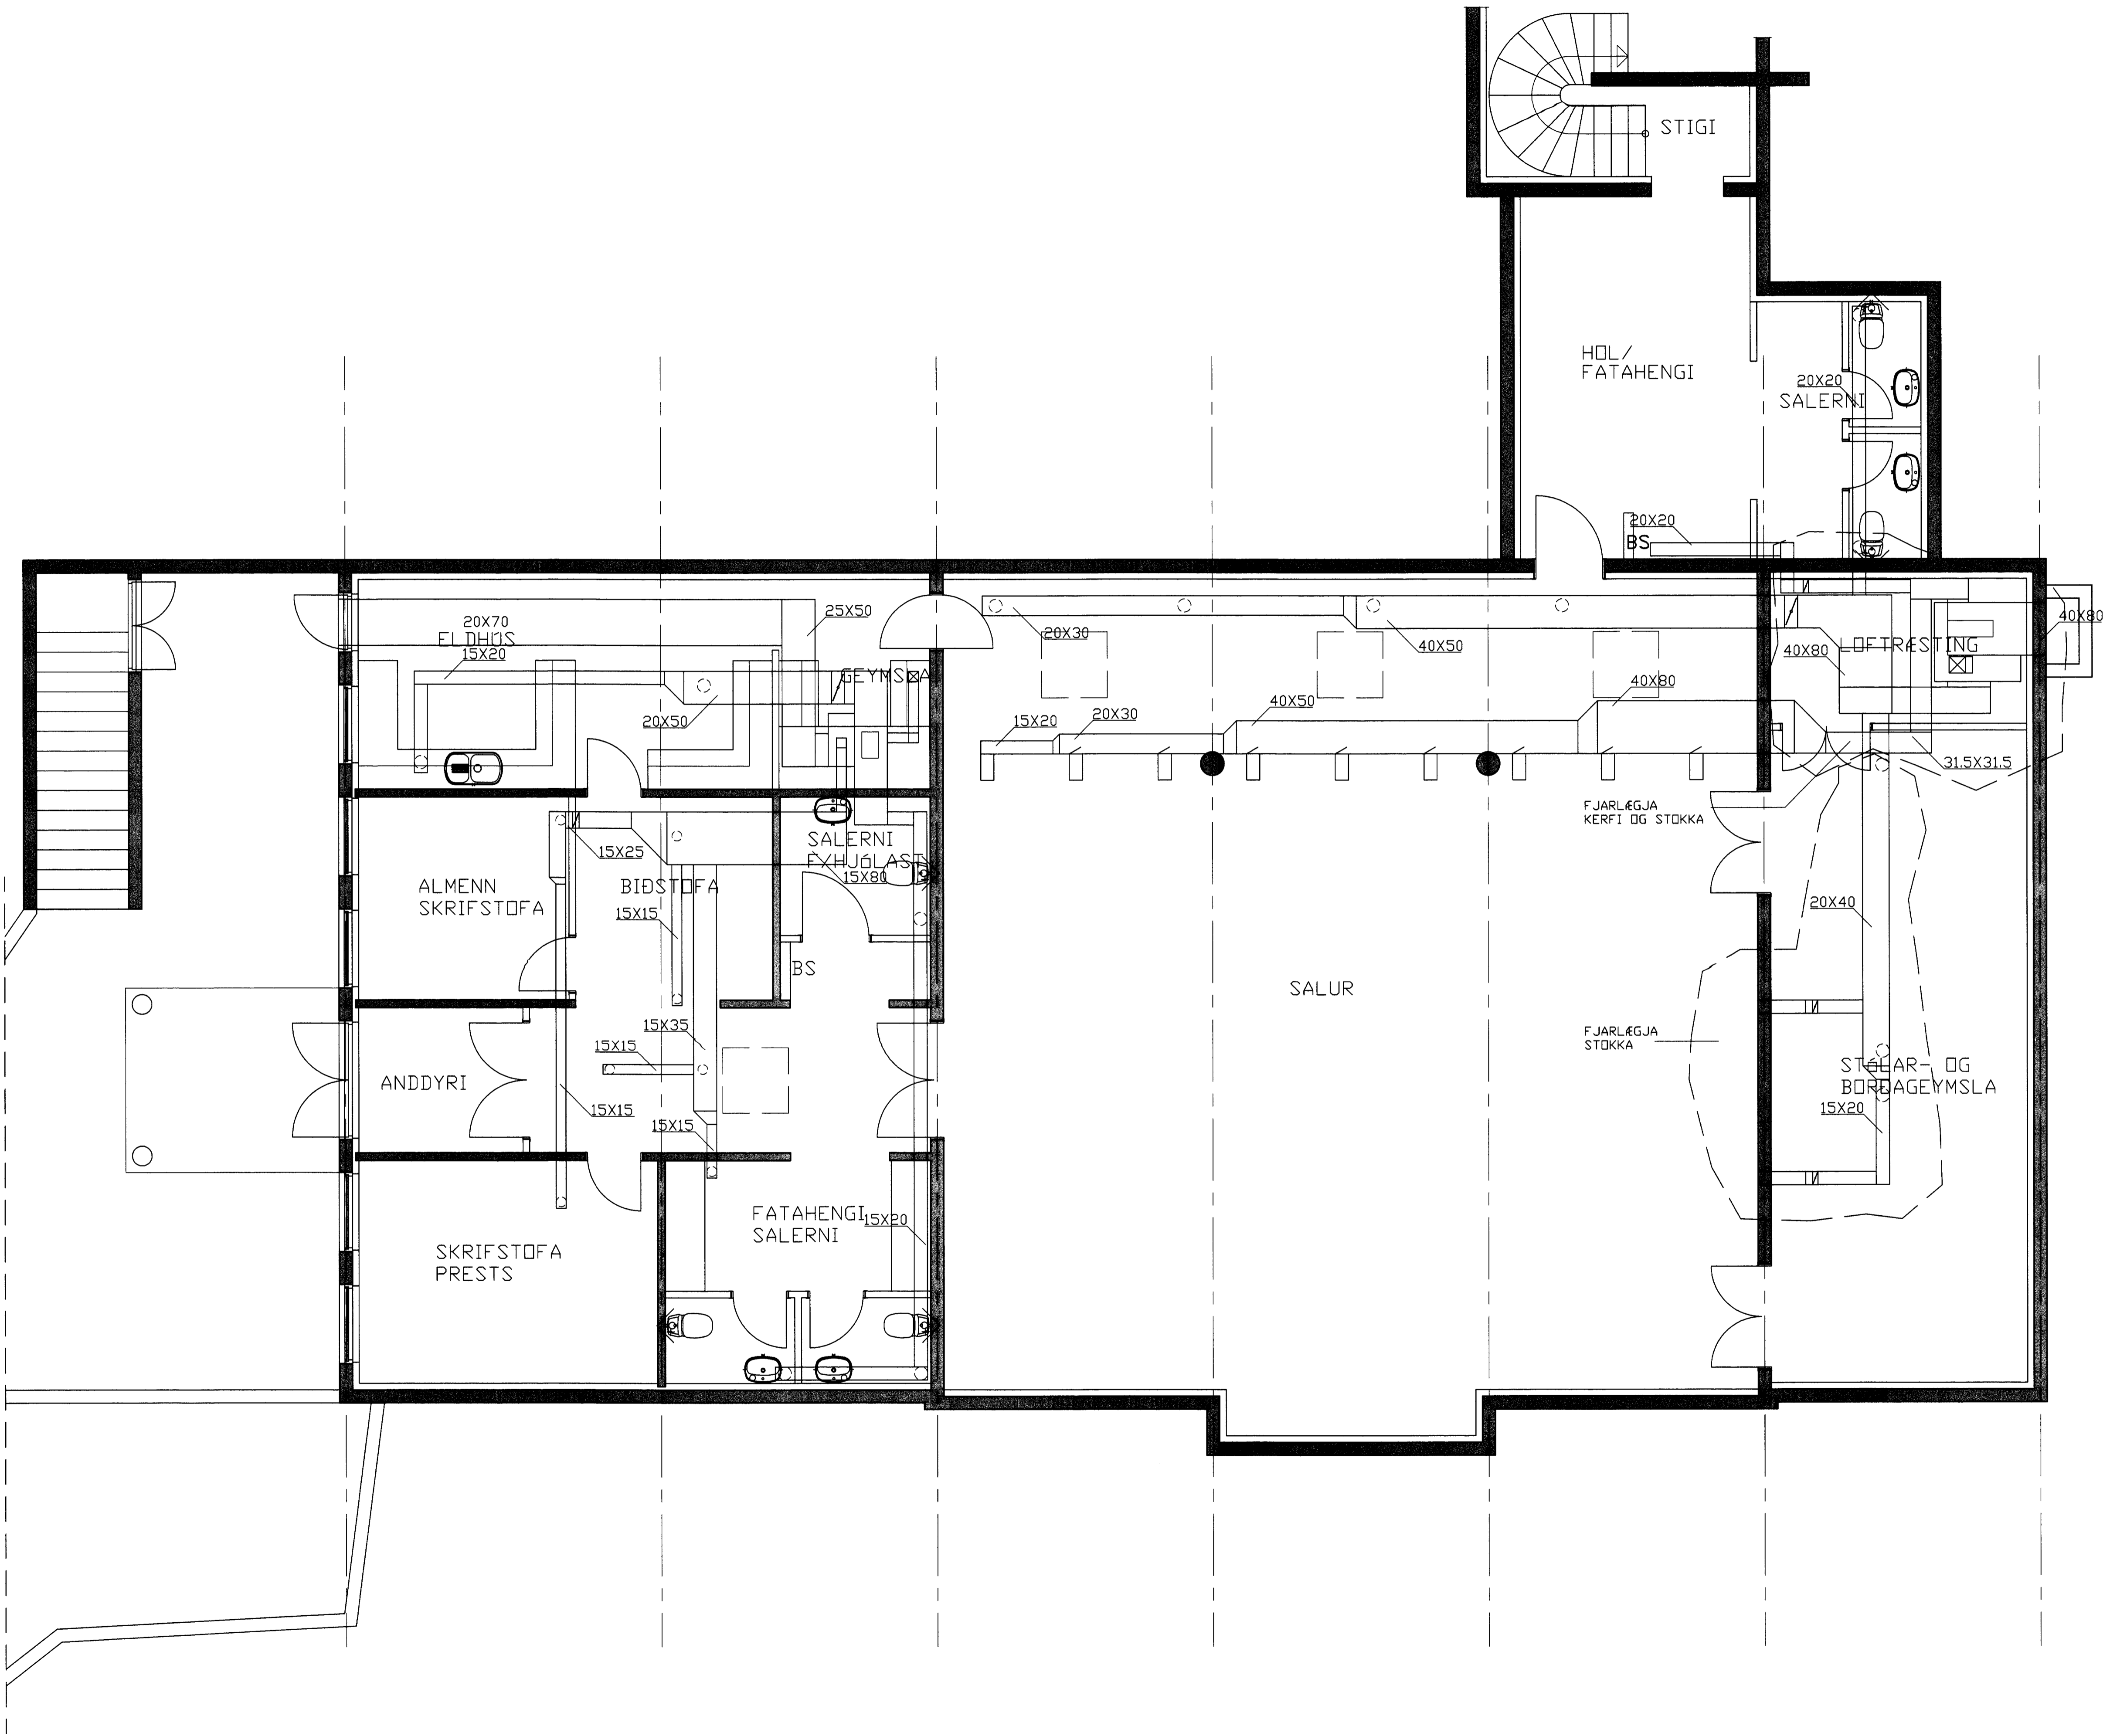 STIGI
HOL/
FATAHENGI
20X20
SALERNI
20X20
BS
20X70
ELDHÚS
15X20
25X50
GEYMSLA
20X50
20X30
40X50
40X80
LOFTRÆSTING
40X80
15X20
20X30
40X50
40X80
31.5X31.5
FJARLÆGJA
KERFI OG STOKKA
15X25
SALERNI
F/HJÓLAST
15X80
ALMENN
SKRIFSTOFA
BIÐSTOFA
15X15
20X40
BS
SALUR
15X35
15X15
FJARLÆGJA
STOKKA
ANDDYRI
15X15
15X15
STÓLAR- OG
BORÐAGEYMSLA
15X20
FATAHENGI
SALERNI
15X20
SKRIFSTOFA
PRESTS